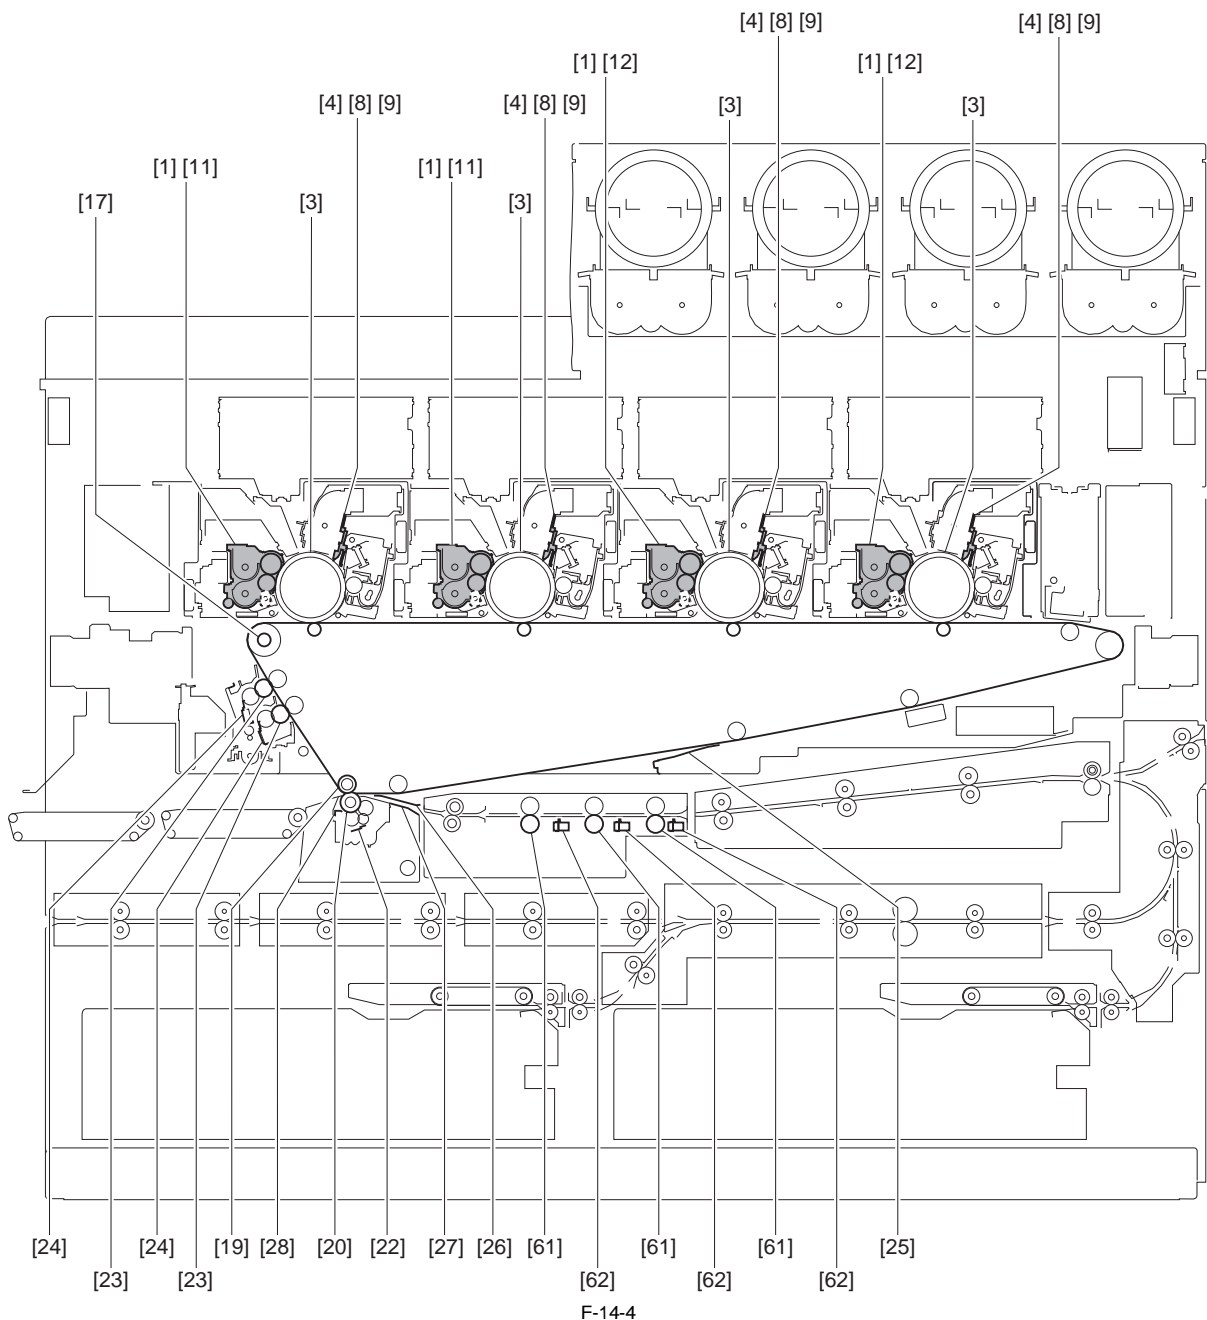 [4] [8] [9] [4] [8] [9]
[1] [12] [1] [12]
[4] [8] [9] [4] [8] [9] [3] [3]
[1] [11] [1] [11]
[17] [3] [3]
[24] [24] [19] [28] [20] [22] [27] [26] [61] [61] [61] [25]
[23] [23] [62] [62] [62]
F-14-4